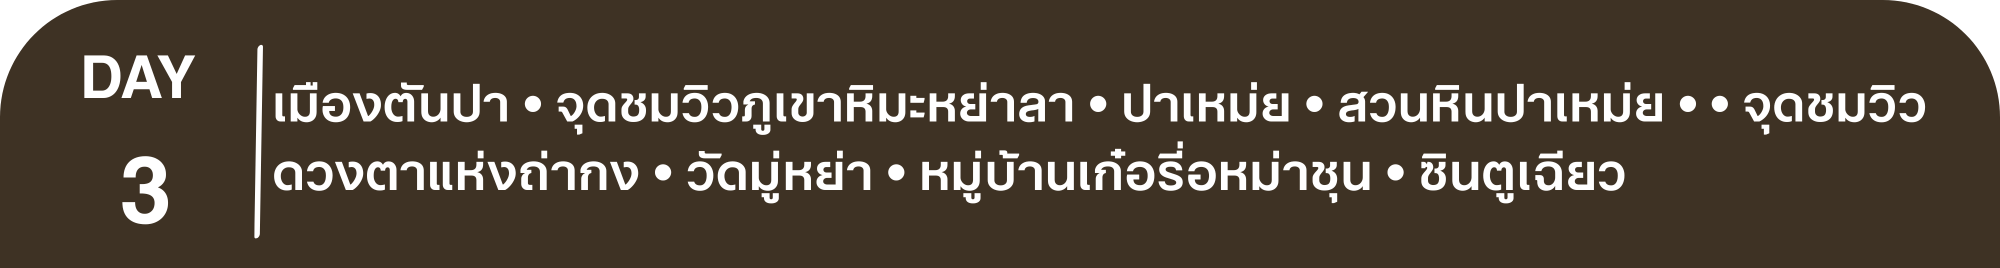 DAY
3
เมืองตันปา • จุดชมวิวภูเขาหิมะหย่าลา • ปาเหม่ย • สวนหินปาเหม่ย • • จุดชมวิว
ดวงตาแห่งถ่ากง • วัดมู่หย่า • หมู่บ้านเก๋อรื่อหม่าชุน • ซินตูเฉียว